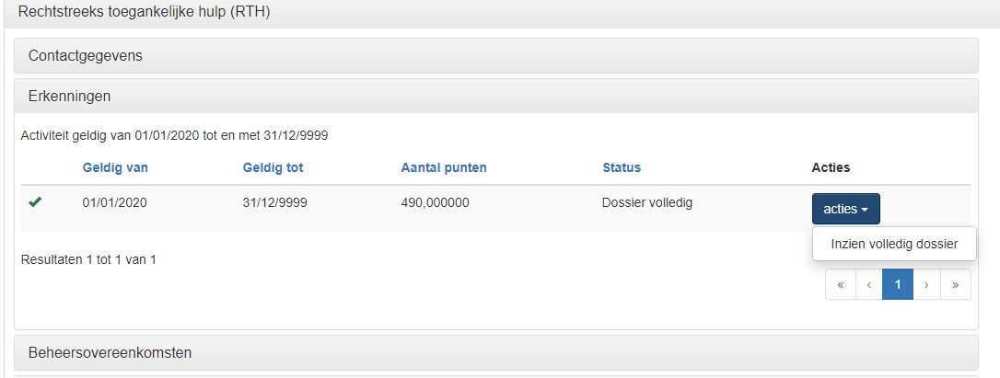 Rechtstreeks toegankelijke hulp (RTH)
Contactgegevens
Erkenningen
Activiteit geldig van 01/01/2020 tot en met 31/12/9999
Geldig van Geldig tot Aantal punten Status Acties
01/01/2020 31/12/9999 490,000000 Dossier volledig acties
Inzien volledig dossier
Resultaten 1 tot 1 van 1
« ‹ 1 › »
Beheersovereenkomsten